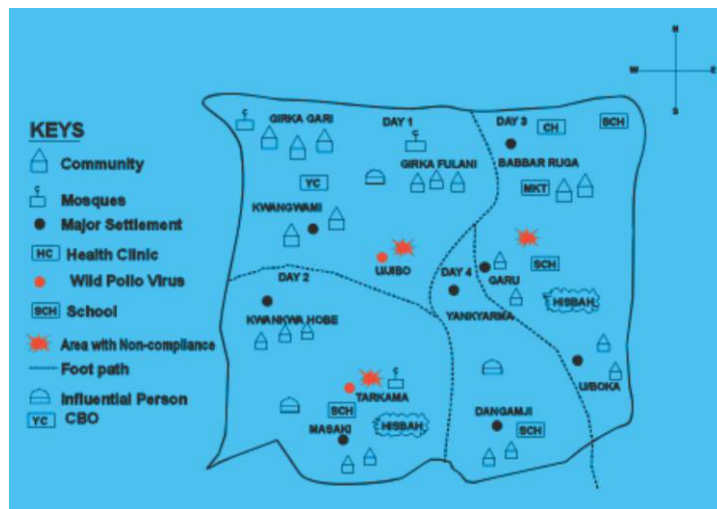 N
W E
S
KEYS
Community
Mosques
Major Settlement
HC Health Clinic
Wild Polio Virus
SCH School
Area with Non-compliance
Foot path
Influential Person
YC CBO
GIRKA GARI
DAY 1
GIRKA FULANI
YC
KWANGWAMI
UJIBO
DAY 3
CH
SCH
BABBAR RUGA
MKT
GARU
SCH
HISBAH
U/BOKA
DAY 2
KWANKWA HOBE
TARKAMA
SCH
MASAKI
HISBAH
DAY 4
YANKYARMA
DANGAMJI
SCH